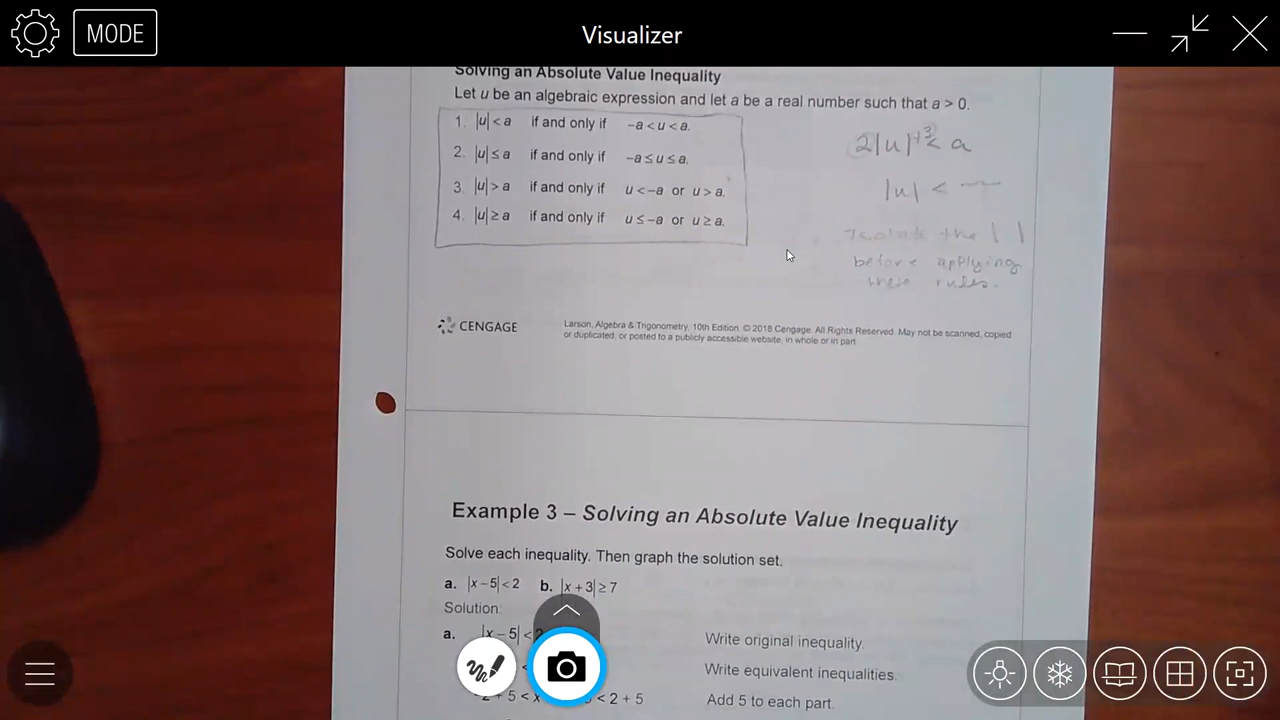 MODE
Visualizer
Solving an Absolute Value Inequality
Let u be an algebraic expression and let a be a real number such that a > 0.
1. |u| < a if and only if -a < u < a.
2. |u| ≤ a if and only if -a ≤ u ≤ a.
3. |u| > a if and only if u < -a or u > a.
4. |u| ≥ a if and only if u ≤ -a or u ≥ a.
2|u|+3 < a
|u| <
Isolate the | |
before applying
these rules.
CENGAGE
Larson, Algebra & Trigonometry, 10th Edition. © 2018 Cengage. All Rights Reserved. May not be scanned, copied
or duplicated, or posted to a publicly accessible website, in whole or in part
Example 3 – Solving an Absolute Value Inequality
Solve each inequality. Then graph the solution set.
a. |x – 5| < 2 b. |x + 3| ≥ 7
Solution:
a. |x – 5| < 2 Write original inequality.
Write equivalent inequalities.
+ 5 < x < 2 + 5 Add 5 to each part.